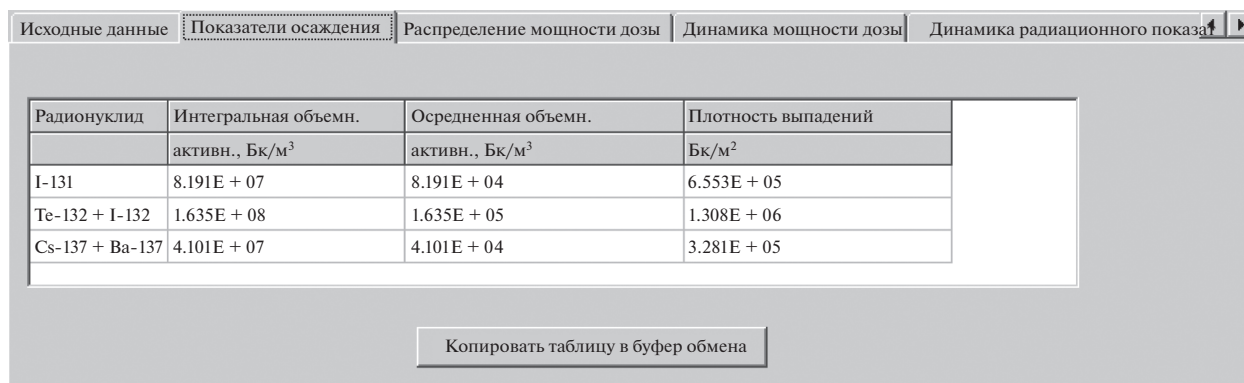 Исходные данные Показатели осаждения Распределение мощности дозы Динамика мощности дозы Динамика радиационного показат
Радионуклид Интегральная объемн. Осредненная объемн. Плотность выпадений
активн., Бк/м³ активн., Бк/м³ Бк/м²
I-131 8.191E + 07 8.191E + 04 6.553E + 05
Te-132 + I-132 1.635E + 08 1.635E + 05 1.308E + 06
Cs-137 + Ba-137 4.101E + 07 4.101E + 04 3.281E + 05
Копировать таблицу в буфер обмена